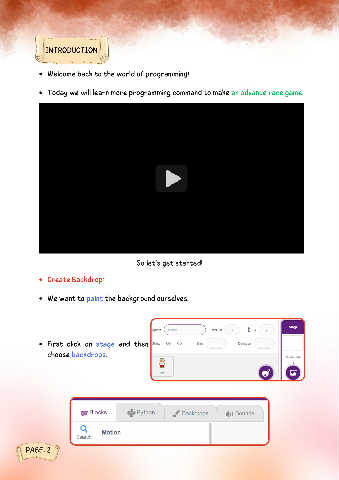 INTRODUCTION
• Welcome back to the world of programming!
• Today we will learn more programming command to make an advance race game.
So let's get started!
• Create Backdrop:
• We want to paint the background ourselves.
Stage
• First click on stage and then
choose backdrops.
Blocks Python Backdrops Sounds
Search Motion
PAGE.2